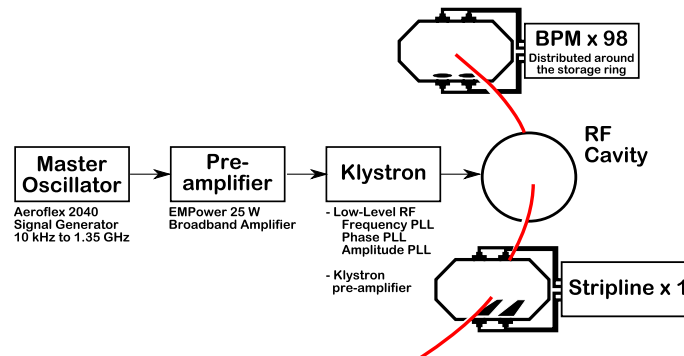 BPM x 98
Distributed around
the storage ring
RF
Cavity
Master
Oscillator
Pre-
amplifier
Klystron
Aeroflex 2040
Signal Generator
10 kHz to 1.35 GHz
EMPower 25 W
Broadband Amplifier
- Low-Level RF
Frequency PLL
Phase PLL
Amplitude PLL
- Klystron
pre-amplifier
Stripline x 1